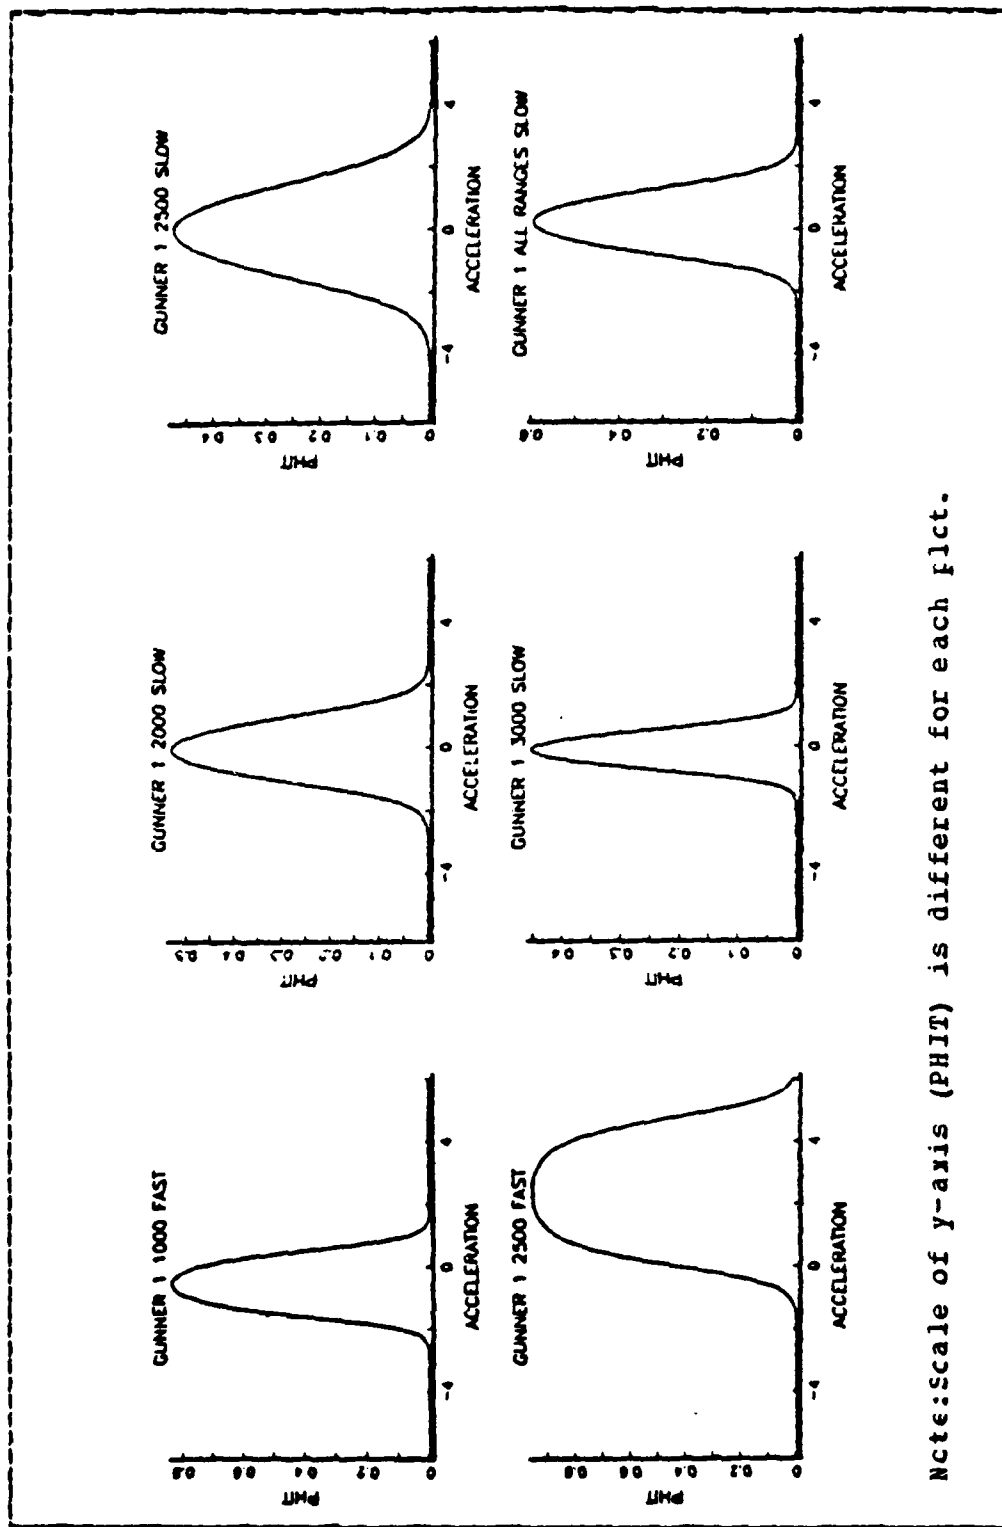 GUNNER 1 1000 FAST
PHIT
0.8
0.4
0.2
0
-4 0 4
ACCELERATION
GUNNER 1 2000 SLOW
PHIT
0.5
0.4
0.3
0.2
0.1
0
-4 0 4
ACCELERATION
GUNNER 1 2500 SLOW
PHIT
0.4
0.3
0.2
0.1
0
-4 0 4
ACCELERATION
GUNNER 1 2500 FAST
PHIT
0.8
0.6
0.4
0.2
0
-4 0 4
ACCELERATION
GUNNER 1 3000 SLOW
PHIT
0.4
0.3
0.2
0.1
0
-4 0 4
ACCELERATION
GUNNER 1 ALL RANGES SLOW
PHIT
0.6
0.4
0.2
0
-4 0 4
ACCELERATION
Note:Scale of y-axis (PHIT) is different for each plot.